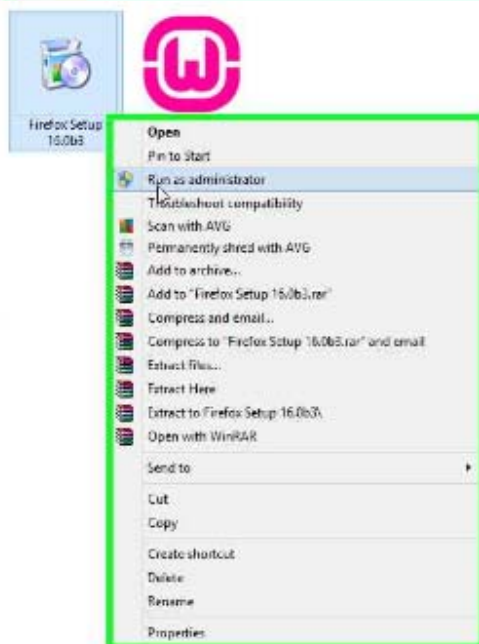 Firefox Setup
16.0b3
Open
Pin to Start
Run as administrator
Troubleshoot compatibility
Scan with AVG
Permanently shred with AVG
Add to archive...
Add to "Firefox Setup 16.0b3.rar"
Compress and email...
Compress to "Firefox Setup 16.0b3.rar" and email
Extract files...
Extract Here
Extract to Firefox Setup 16.0b3\
Open with WinRAR
Send to
Cut
Copy
Create shortcut
Delete
Rename
Properties